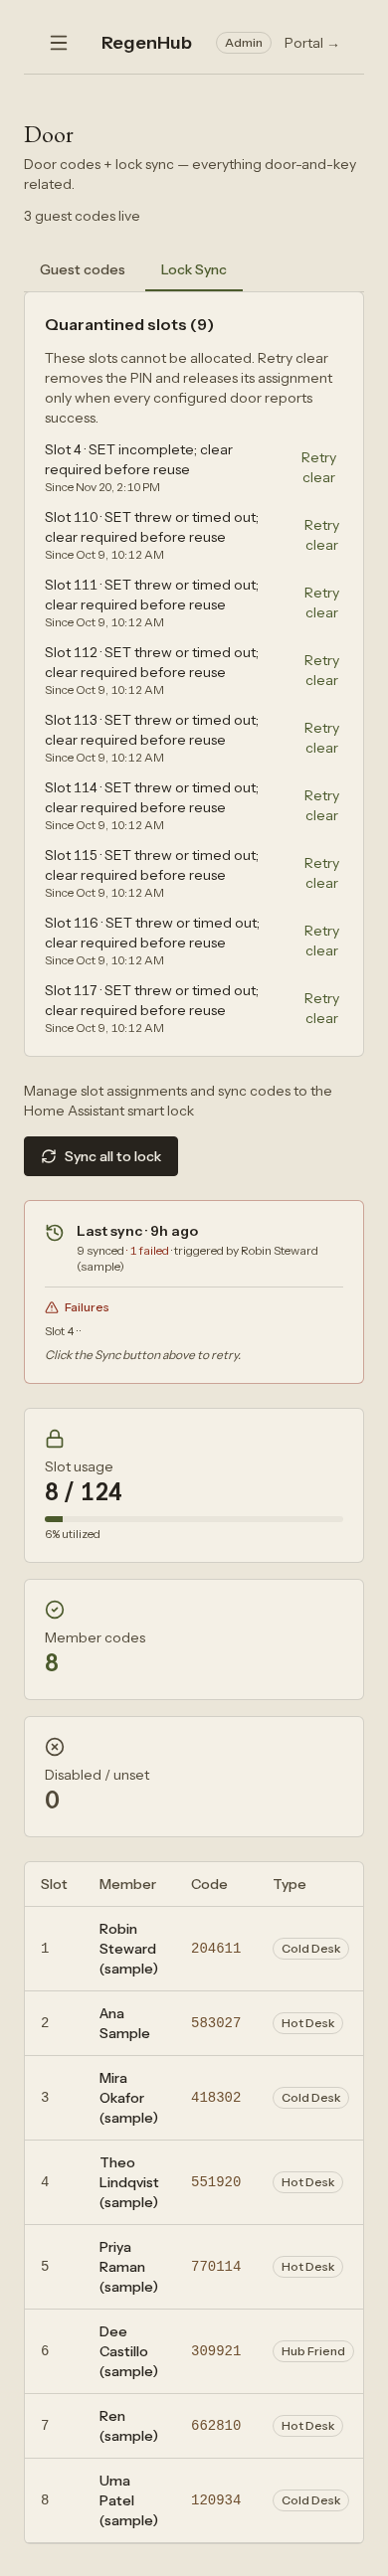 RegenHub
Admin
Portal →
Door
Door codes + lock sync — everything door-and-key
related.
3 guest codes live
Guest codes
Lock Sync
Quarantined slots (9)
These slots cannot be allocated. Retry clear
removes the PIN and releases its assignment
only when every configured door reports
success.
Slot 4 · SET incomplete; clear
required before reuse
Since Nov 20, 2:10 PM
Retry
clear
Slot 110 · SET threw or timed out;
clear required before reuse
Since Oct 9, 10:12 AM
Retry
clear
Slot 111 · SET threw or timed out;
clear required before reuse
Since Oct 9, 10:12 AM
Retry
clear
Slot 112 · SET threw or timed out;
clear required before reuse
Since Oct 9, 10:12 AM
Retry
clear
Slot 113 · SET threw or timed out;
clear required before reuse
Since Oct 9, 10:12 AM
Retry
clear
Slot 114 · SET threw or timed out;
clear required before reuse
Since Oct 9, 10:12 AM
Retry
clear
Slot 115 · SET threw or timed out;
clear required before reuse
Since Oct 9, 10:12 AM
Retry
clear
Slot 116 · SET threw or timed out;
clear required before reuse
Since Oct 9, 10:12 AM
Retry
clear
Slot 117 · SET threw or timed out;
clear required before reuse
Since Oct 9, 10:12 AM
Retry
clear
Manage slot assignments and sync codes to the
Home Assistant smart lock
Sync all to lock
Last sync · 9h ago
9 synced · 1 failed · triggered by Robin Steward
(sample)
Failures
Slot 4 · ·
Click the Sync button above to retry.
Slot usage
8 / 124
6% utilized
Member codes
8
Disabled / unset
0
Slot Member Code Type
1 Robin Steward (sample) 204611 Cold Desk
2 Ana Sample 583027 Hot Desk
3 Mira Okafor (sample) 418302 Cold Desk
4 Theo Lindqvist (sample) 551920 Hot Desk
5 Priya Raman (sample) 770114 Hot Desk
6 Dee Castillo (sample) 309921 Hub Friend
7 Ren (sample) 662810 Hot Desk
8 Uma Patel (sample) 120934 Cold Desk